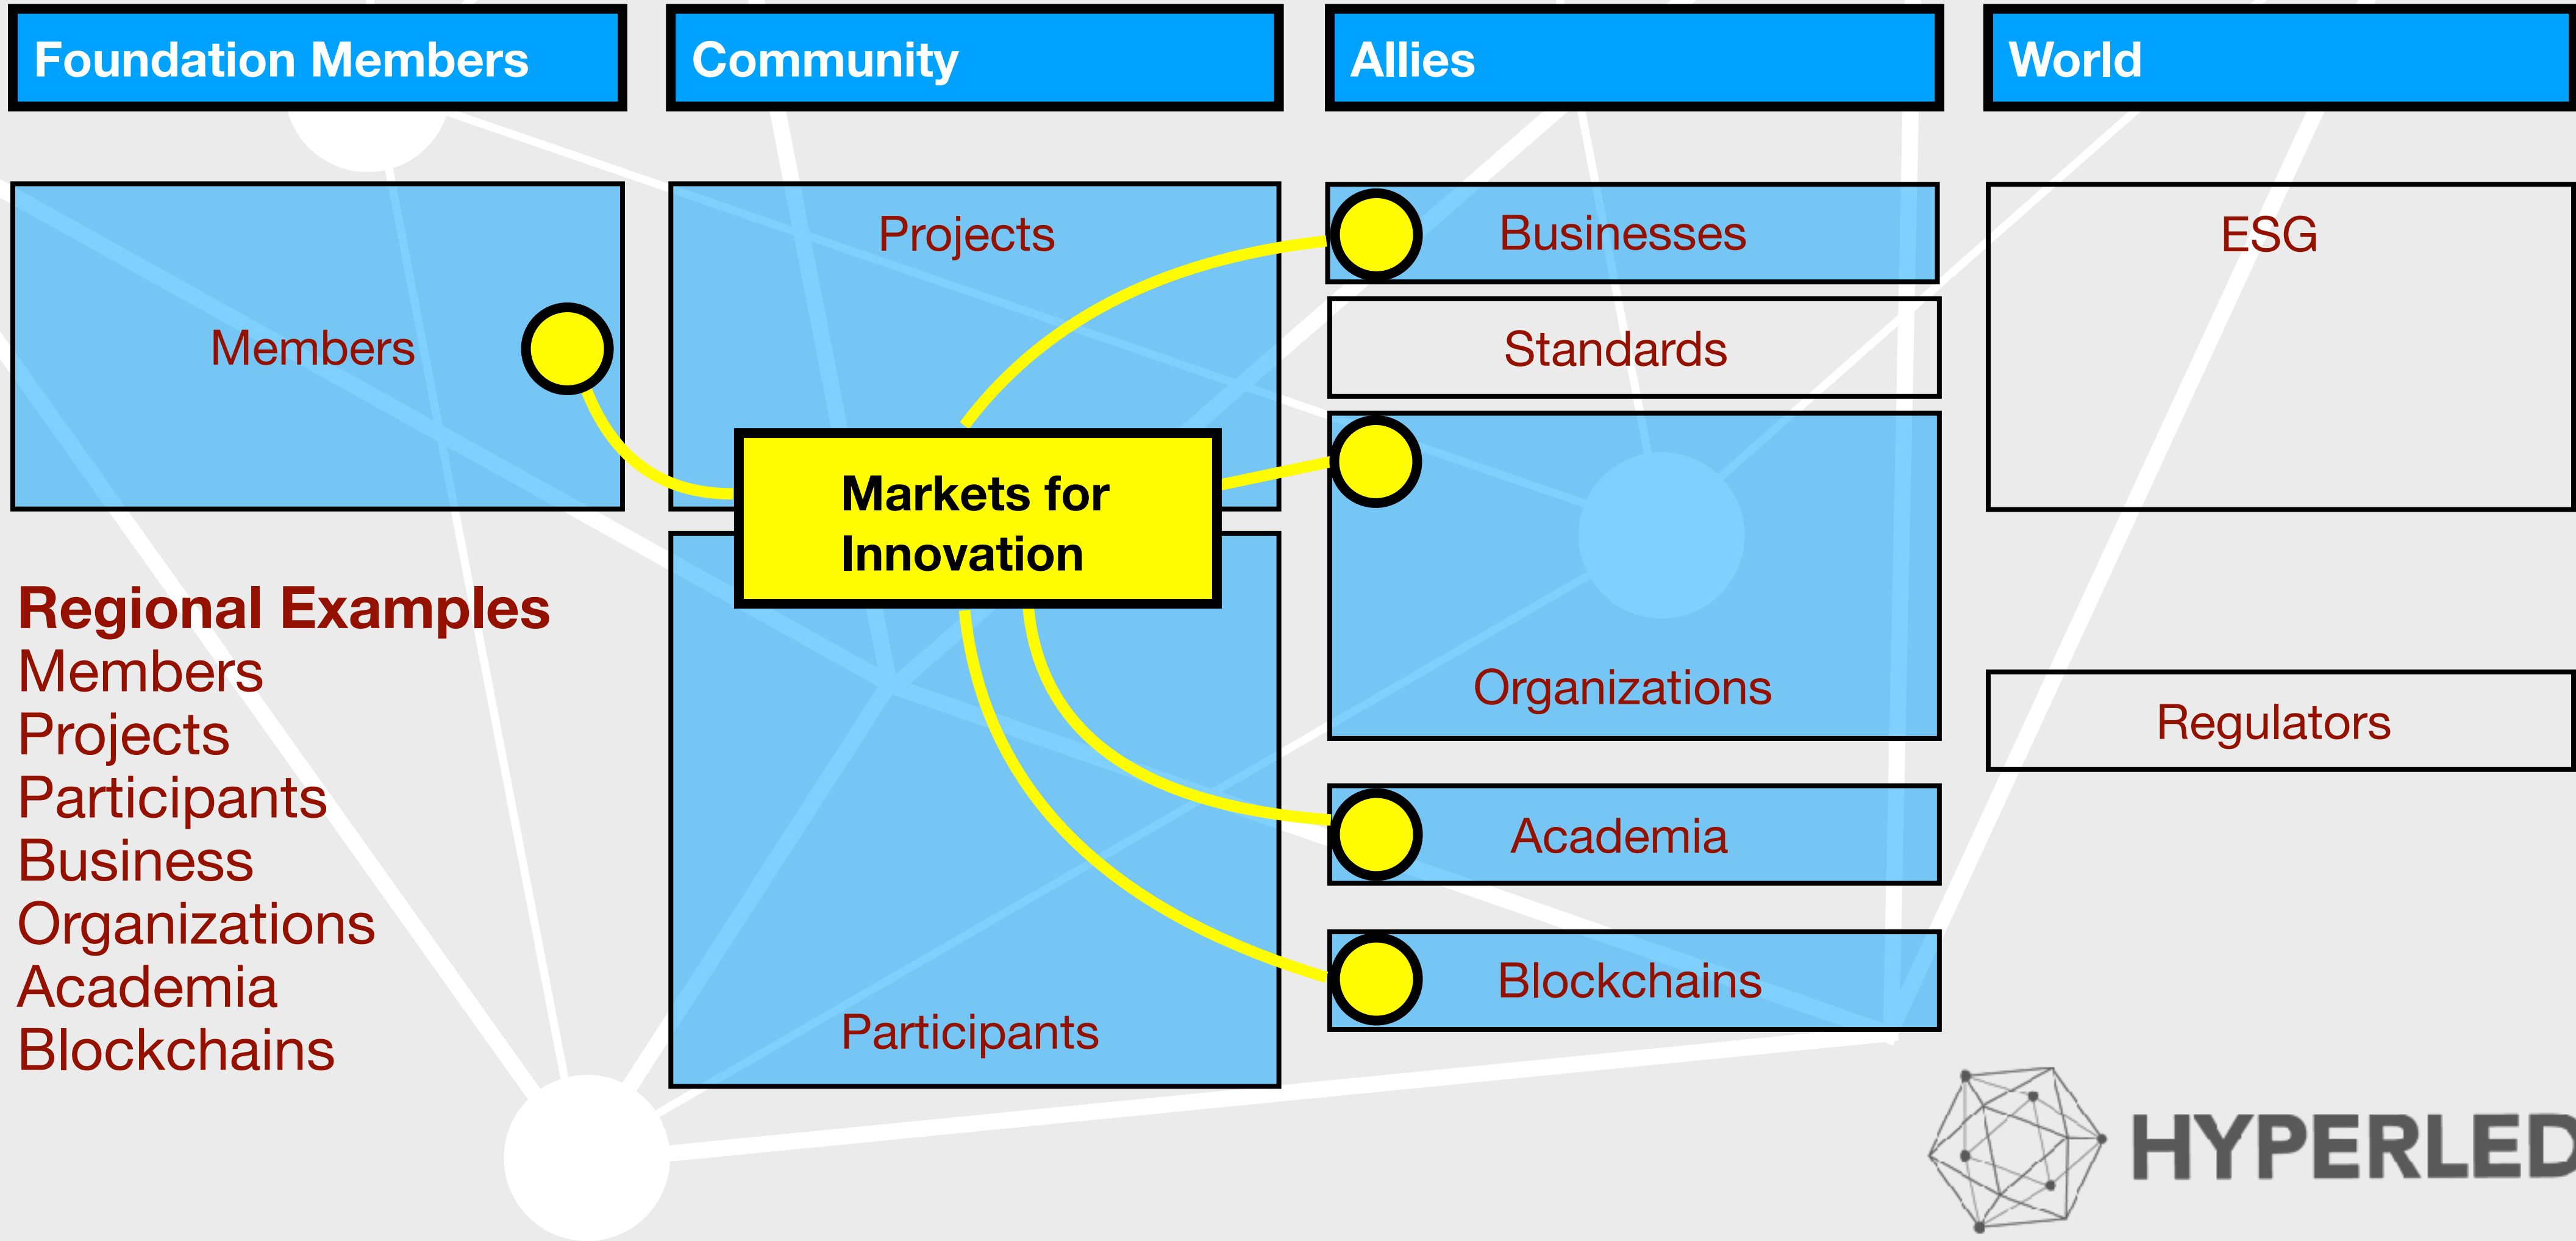 Foundation Members
Community
Allies
World
Members
Projects
Businesses
Standards
ESG
Markets for
Innovation
Organizations
Regulators
Academia
Blockchains
Participants
Regional Examples
Members
Projects
Participants
Business
Organizations
Academia
Blockchains
HYPERLED